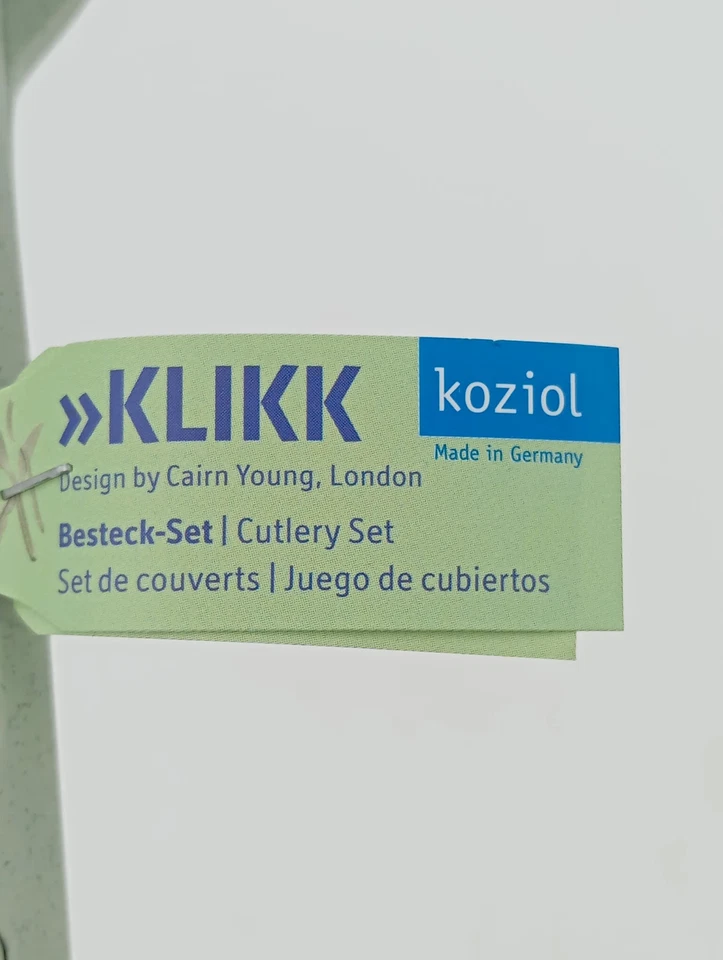 »KLIKK
koziol
Made in Germany
Design by Cairn Young, London
Besteck-Set | Cutlery Set
Set de couverts | Juego de cubiertos